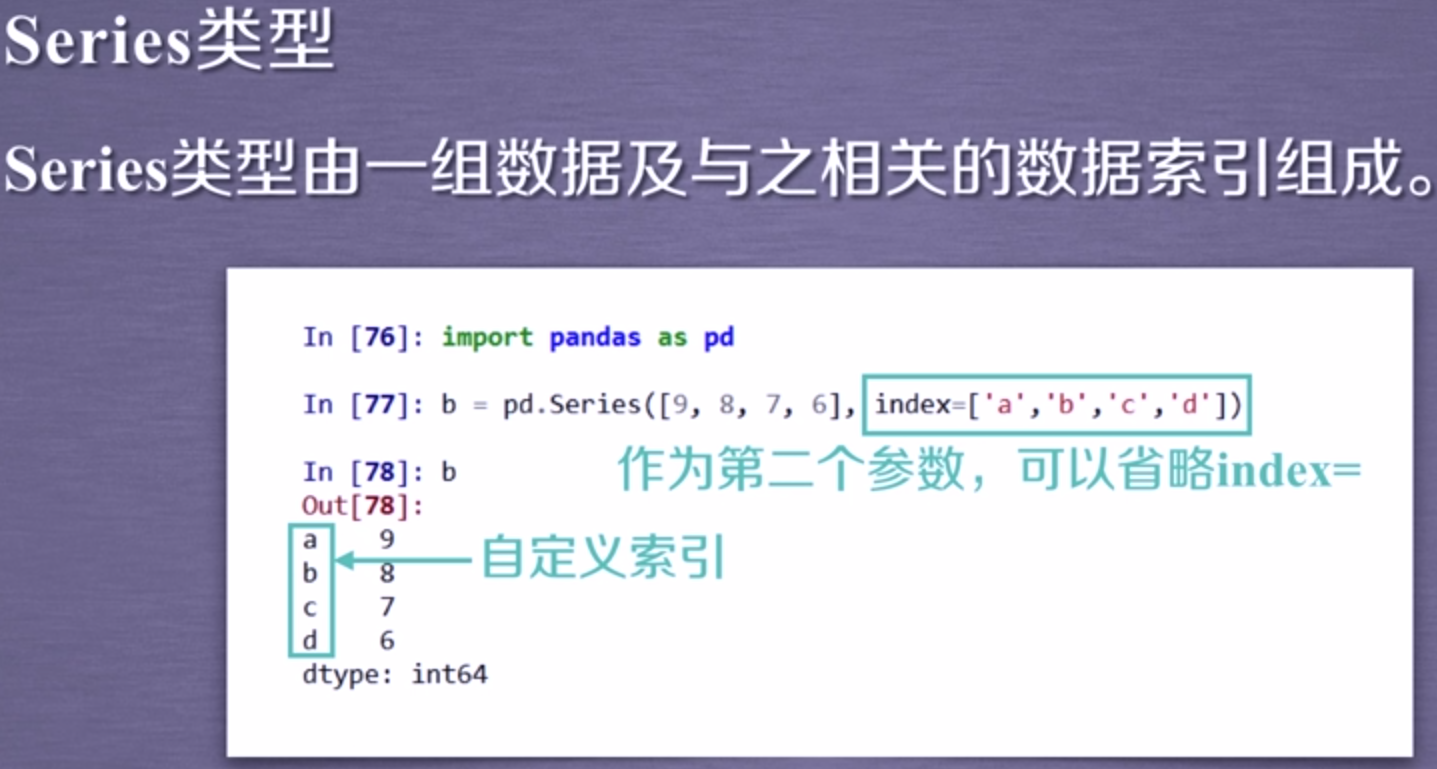 Series类型
Series类型由一组数据及与之相关的数据索引组成。
In [76]: import pandas as pd
In [77]: b = pd.Series([9, 8, 7, 6], index=['a','b','c','d'])
作为第二个参数，可以省略index=
In [78]: b
Out[78]:
a 9
自定义索引
b 8
c 7
d 6
dtype: int64